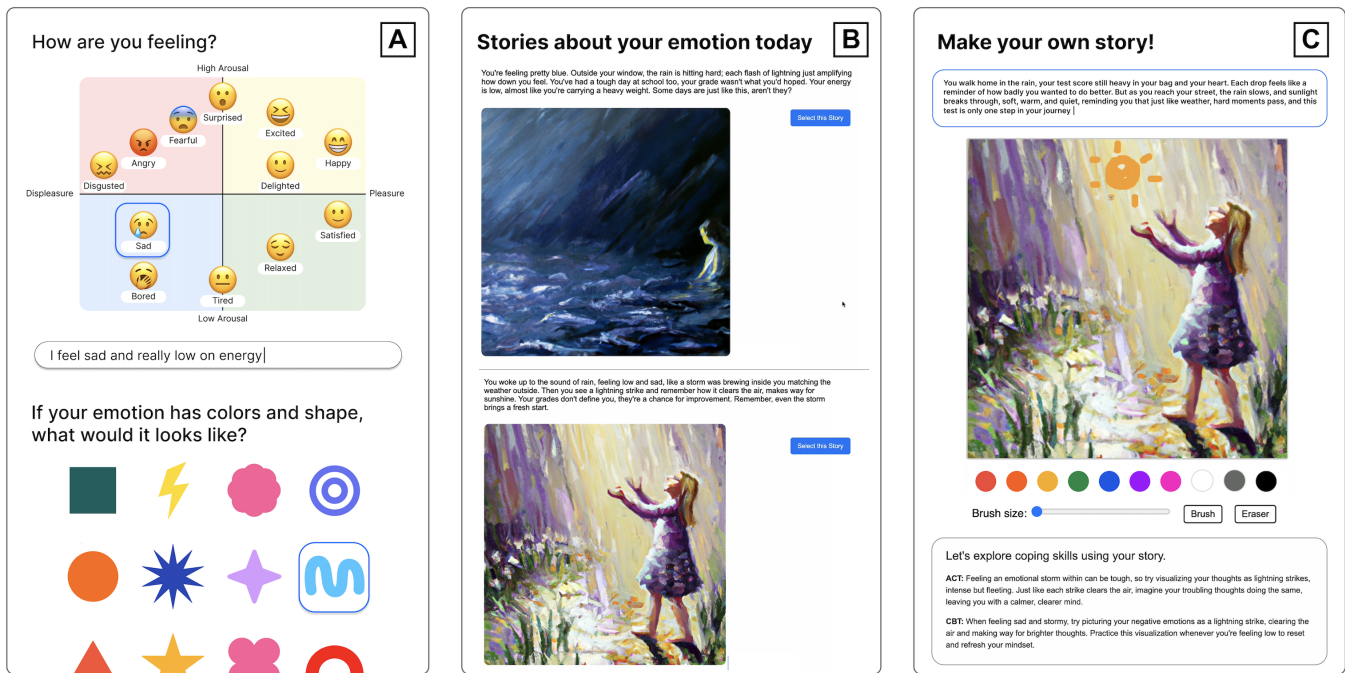 How are you feeling?
A
High Arousal
Surprised
Fearful
Excited
Angry
Happy
Disgusted
Delighted
Displeasure
Pleasure
Sad
Satisfied
Relaxed
Bored
Tired
Low Arousal
I feel sad and really low on energy
If your emotion has colors and shape,
what would it looks like?
Stories about your emotion today
B
You're feeling pretty blue. Outside your window, the rain is hitting hard; each flash of lightning just amplifying
how down you feel. You've had a tough day at school too, your grade wasn't what you'd hoped. Your energy
is low, almost like you're carrying a heavy weight. Some days are just like this, aren't they?
Select this Story
You woke up to the sound of rain, feeling low and sad, like a storm was brewing inside you matching the
weather outside. Then you see a lightning strike and remember how it clears the air, makes way for
sunshine. Your grades don't define you, they're a chance for improvement. Remember, even the storm
brings a fresh start.
Select this Story
Make your own story!
C
You walk home in the rain, your test score still heavy in your bag and your heart. Each drop feels like a
reminder of how badly you wanted to do better. But as you reach your street, the rain slows, and sunlight
breaks through, soft, warm, and quiet, reminding you that just like weather, hard moments pass, and this
test is only one step in your journey
Brush size:
Brush
Eraser
Let's explore coping skills using your story.
ACT: Feeling an emotional storm within can be tough, so try visualizing your thoughts as lightning strikes,
intense but fleeting. Just like each strike clears the air, imagine your troubling thoughts doing the same,
leaving you with a calmer, clearer mind.
CBT: When feeling sad and stormy, try picturing your negative emotions as a lightning strike, clearing the
air and making way for brighter thoughts. Practice this visualization whenever you're feeling low to reset
and refresh your mindset.